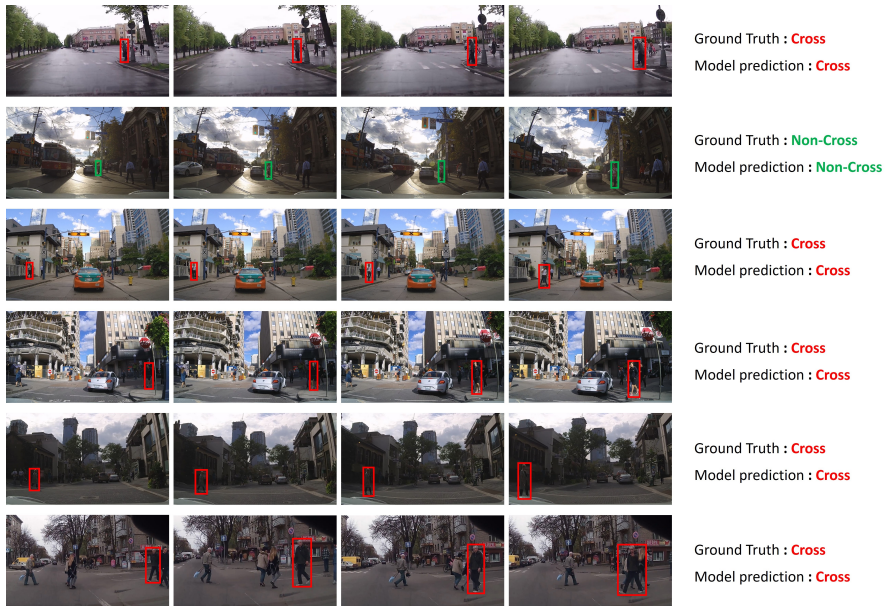 Ground Truth : Cross
Model prediction : Cross
Ground Truth : Non-Cross
Model prediction : Non-Cross
Ground Truth : Cross
Model prediction : Cross
Ground Truth : Cross
Model prediction : Cross
Ground Truth : Cross
Model prediction : Cross
Ground Truth : Cross
Model prediction : Cross